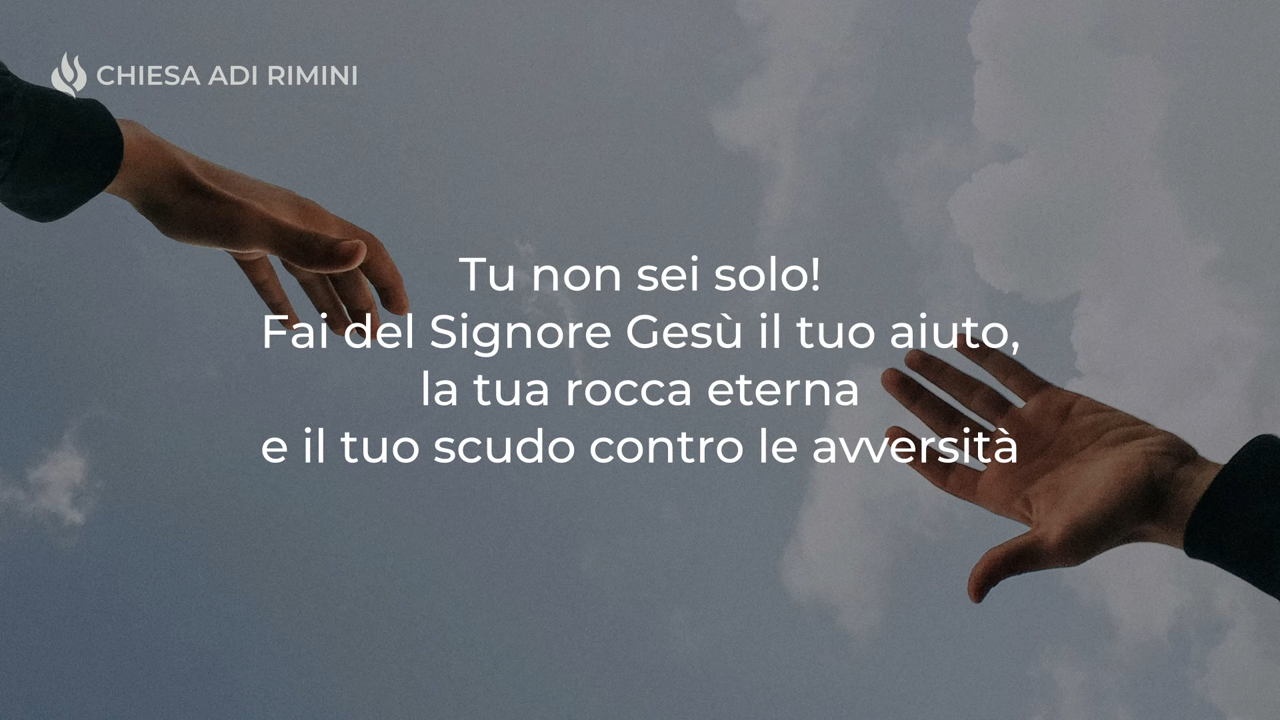 CHIESA ADI RIMINI
Tu non sei solo!
Fai del Signore Gesù il tuo aiuto,
la tua rocca eterna
e il tuo scudo contro le avversità